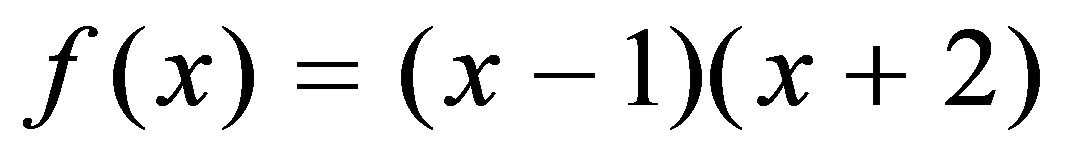 f(x) = (x − 1)(x + 2)